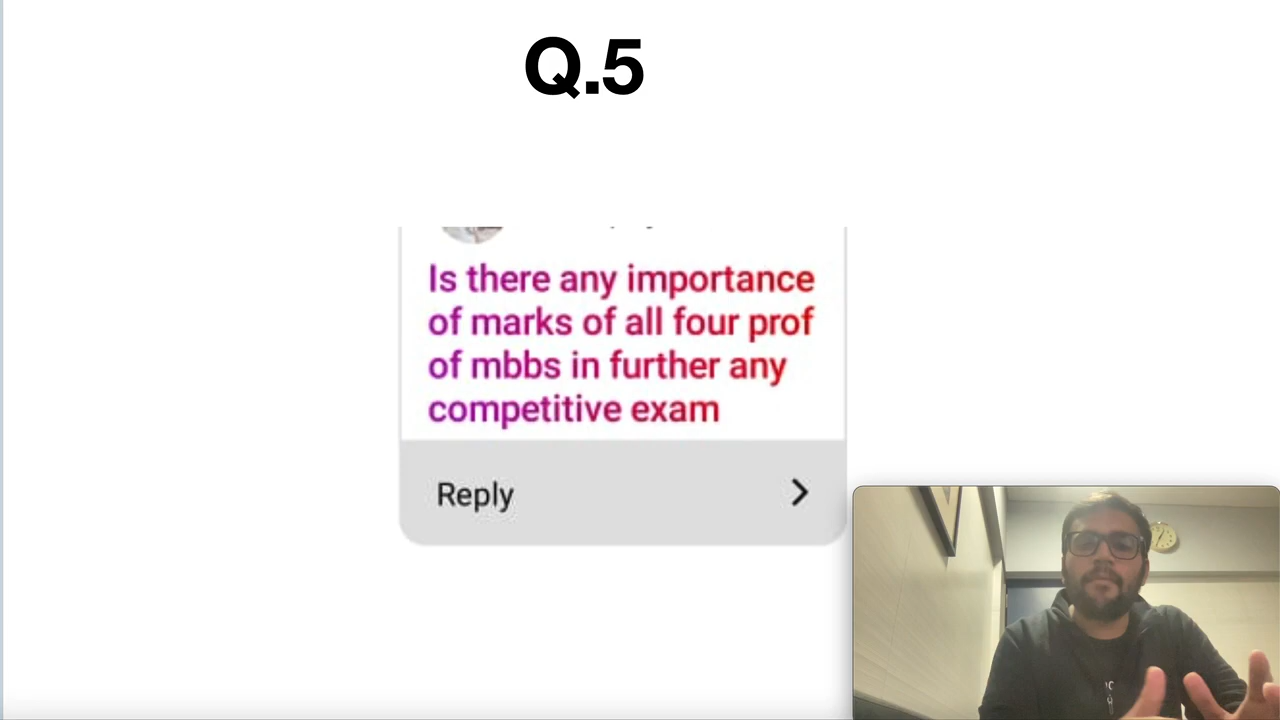 Q.5
Is there any importance
of marks of all four prof
of mbbs in further any
competitive exam
Reply